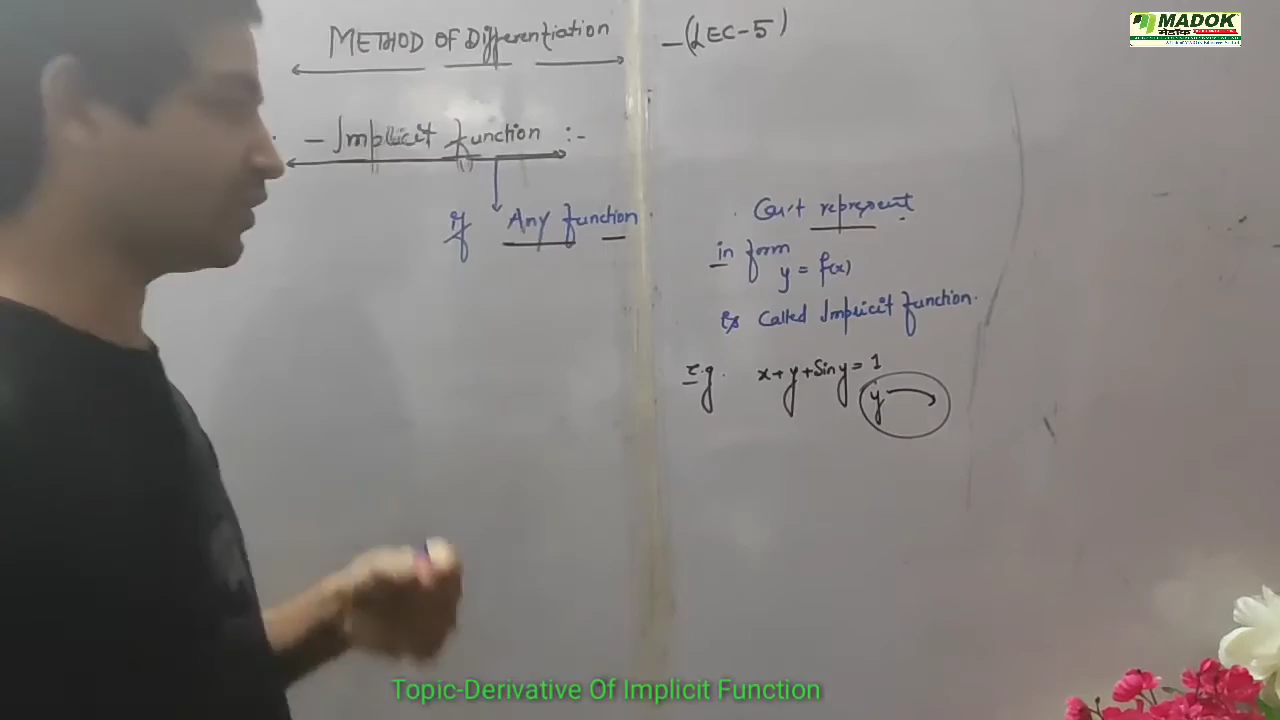 METHOD OF Differentiation - (LEC-5)
- Implicit function :-
If Any function
Can't represent
in form
y = f(x)
is Called Implicit function.
e.g. x+y+Sin y = 1
y
MADOK
Topic-Derivative Of Implicit Function